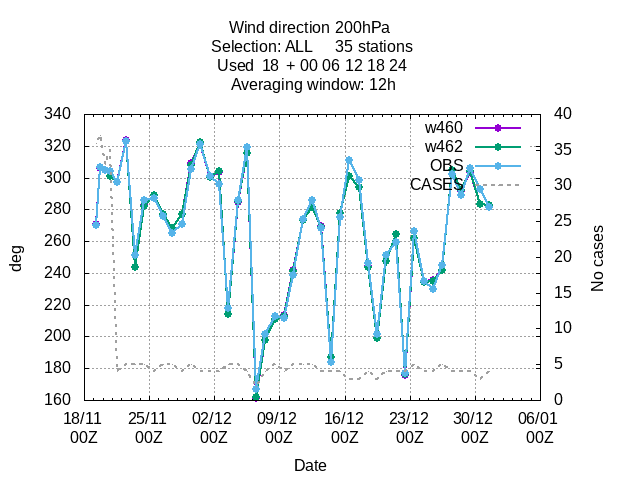 Wind direction 200hPa
Selection: ALL 35 stations
Used 18 + 00 06 12 18 24
Averaging window: 12h
340 40
w460
320 35
w462
OBS
300 30
CASES
280 25
260 20
240
220 15
200 10
180 5
160 0
deg
No cases
18/11 25/11 02/12 09/12 16/12 23/12 30/12 06/01
00Z 00Z 00Z 00Z 00Z 00Z 00Z 00Z
Date